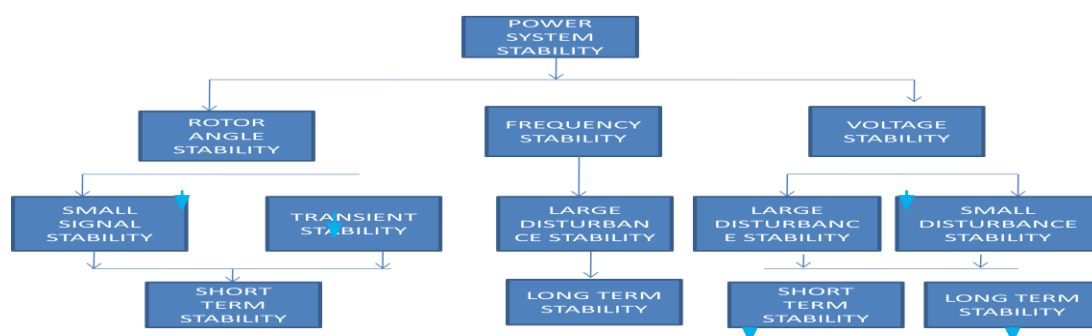 POWER
SYSTEM
STABILITY
ROTOR
ANGLE
STABILITY
FREQUENCY
STABILITY
VOLTAGE
STABILITY
SMALL
SIGNAL
STABILITY
TRANSIENT
STABILITY
LARGE
DISTURBAN
CE STABILITY
LARGE
DISTURBANC
E STABILITY
SMALL
DISTURBANCE
STABILITY
SHORT
TERM
STABILITY
LONG TERM
STABILITY
SHORT
TERM
STABILITY
LONG TERM
STABILITY